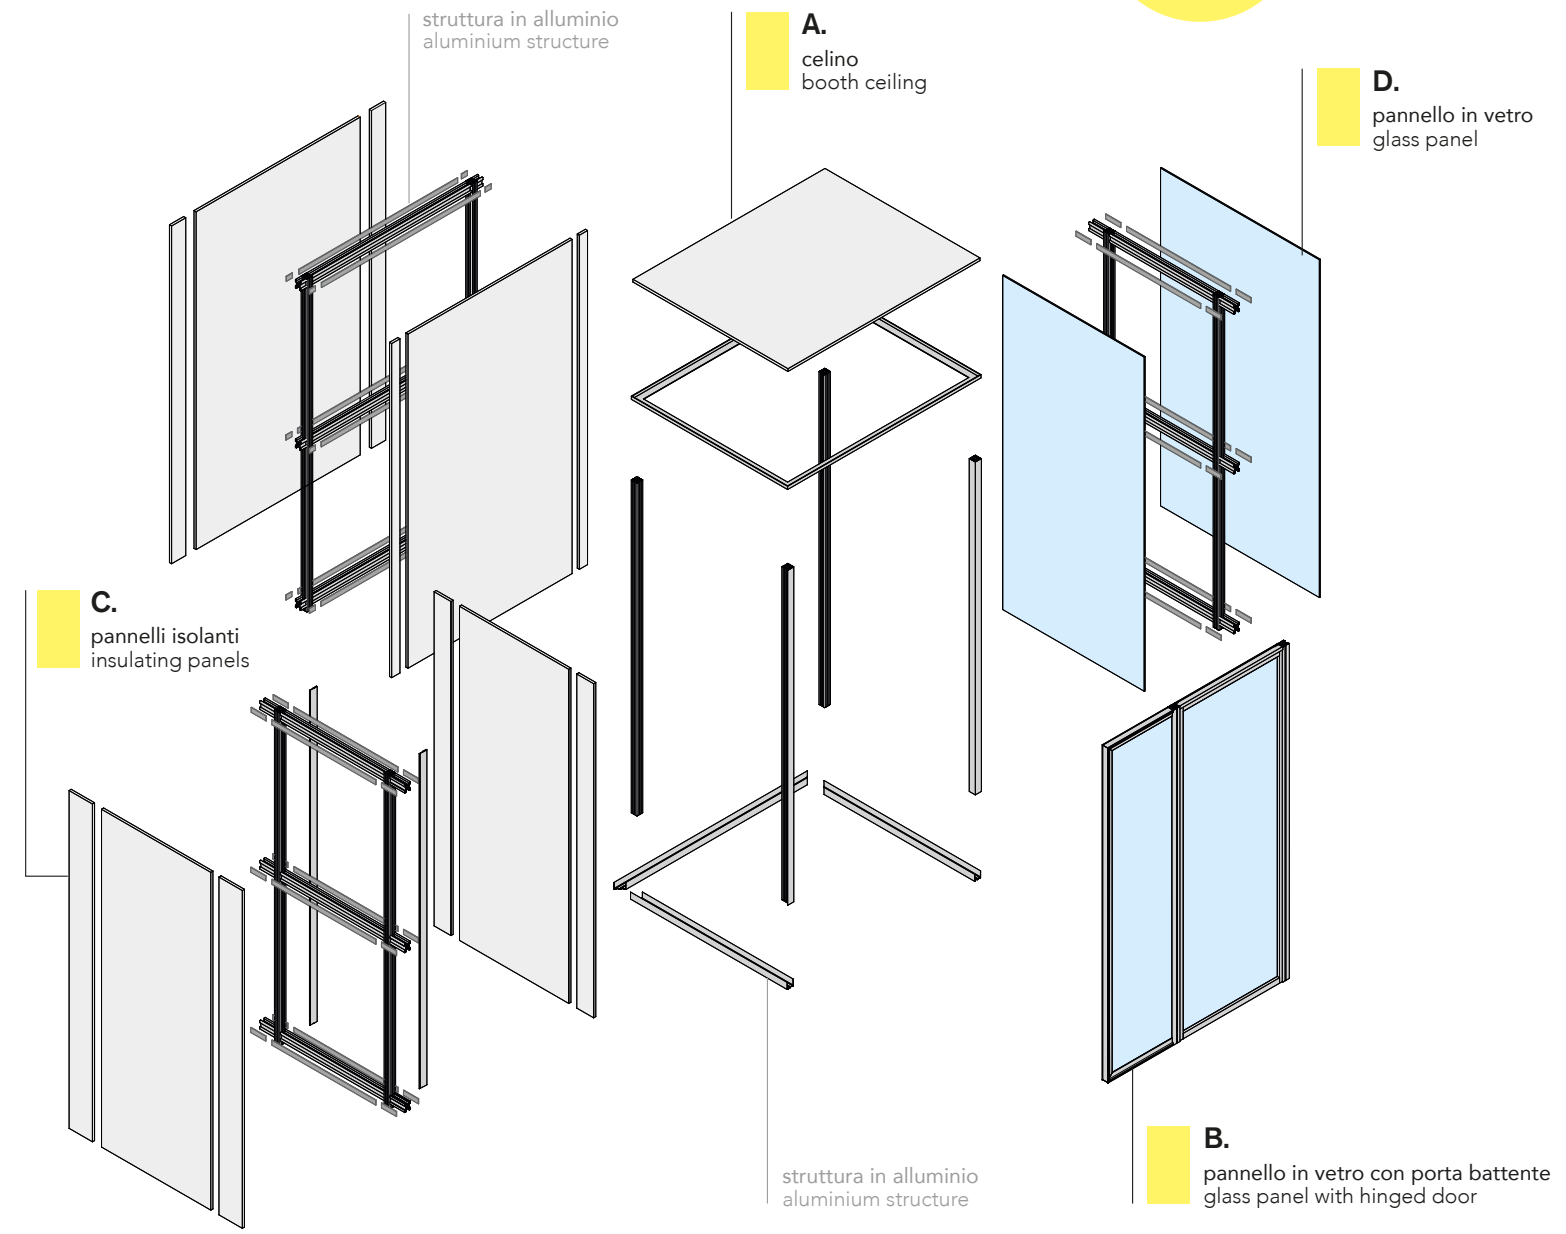 struttura in alluminio
aluminium structure
A.
celino
booth ceiling
D.
pannello in vetro
glass panel
C.
pannelli isolanti
insulating panels
struttura in alluminio
aluminium structure
B.
pannello in vetro con porta battente
glass panel with hinged door